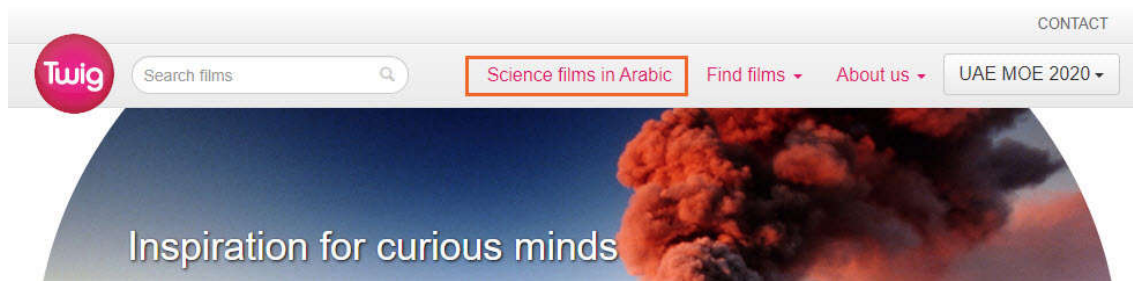 CONTACT
Twig
Search films
Science films in Arabic
Find films
About us
UAE MOE 2020
Inspiration for curious minds